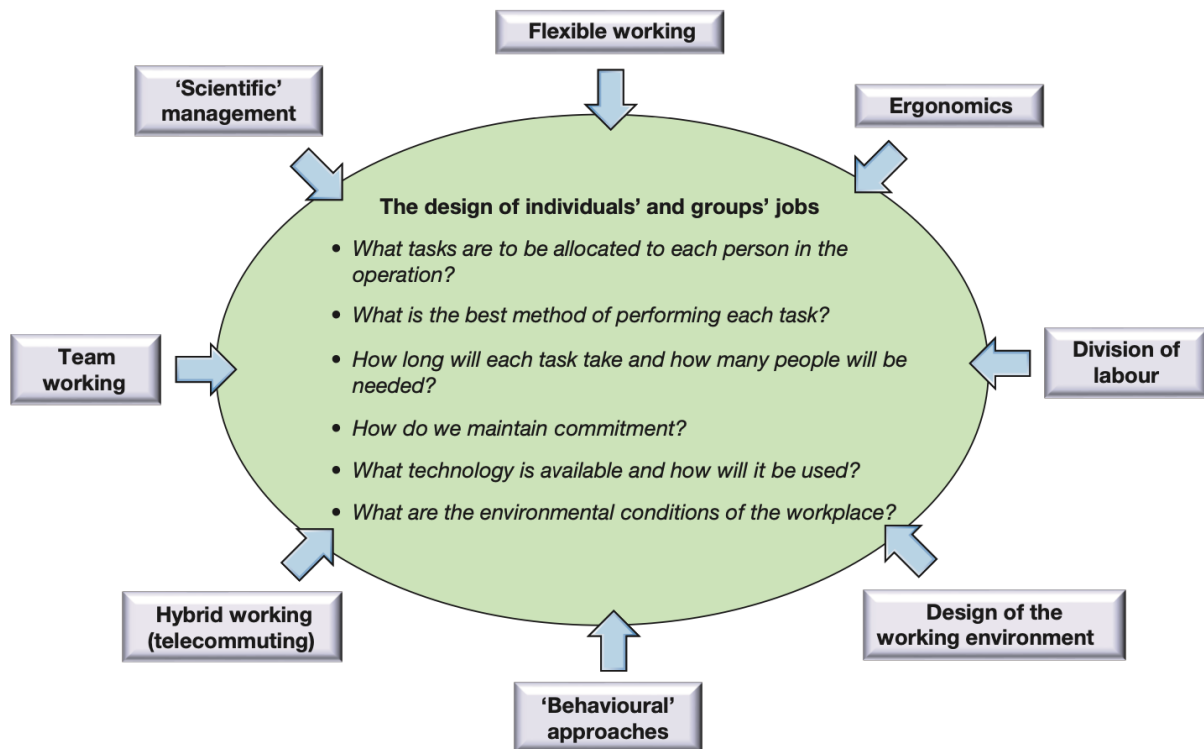 Flexible working
‘Scientific’
management
Ergonomics
The design of individuals’ and groups’ jobs
• What tasks are to be allocated to each person in the
operation?
• What is the best method of performing each task?
• How long will each task take and how many people will be
needed?
• How do we maintain commitment?
• What technology is available and how will it be used?
• What are the environmental conditions of the workplace?
Team
working
Division of
labour
Hybrid working
(telecommuting)
Design of the
working environment
‘Behavioural’
approaches